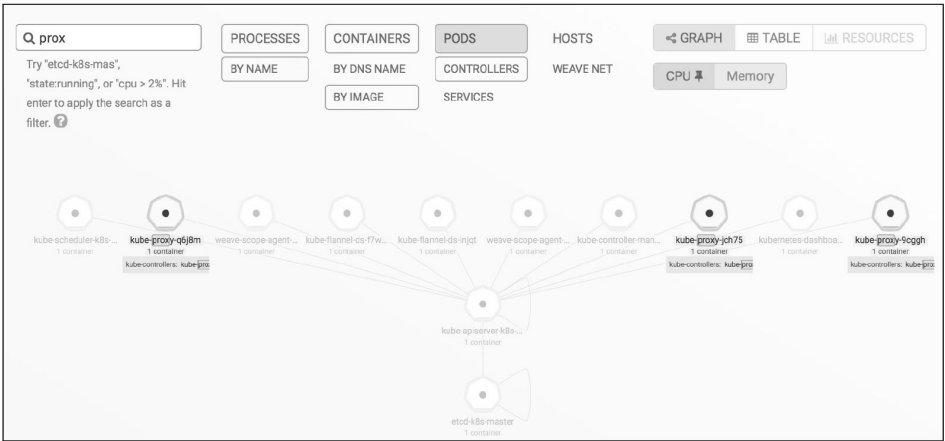 prox
PROCESSES
CONTAINERS
PODS
HOSTS
GRAPH
TABLE
RESOURCES
Try "etcd-k8s-mas",
"state:running", or "cpu > 2%". Hit
enter to apply the search as a
filter.
BY NAME
BY DNS NAME
CONTROLLERS
WEAVE NET
CPU
Memory
BY IMAGE
SERVICES
kube-scheduler-k8s-...
1 container
kube-proxy-q6j8m
1 container
kube-controllers: kube-prox
weave-scope-agent-...
1 container
kube-flannel-ds-f7w...
1 container
kube-flannel-ds-lnjqt
1 container
weave-scope-agent-...
1 container
kube-controller-man...
1 container
kube-proxy-jch75
1 container
kube-controllers: kube-prox
kubernetes-dashboa...
1 container
kube-proxy-9cggh
1 container
kube-controllers: kube-prox
kube-apiserver-k8s-...
1 container
etcd-k8s-master
1 container